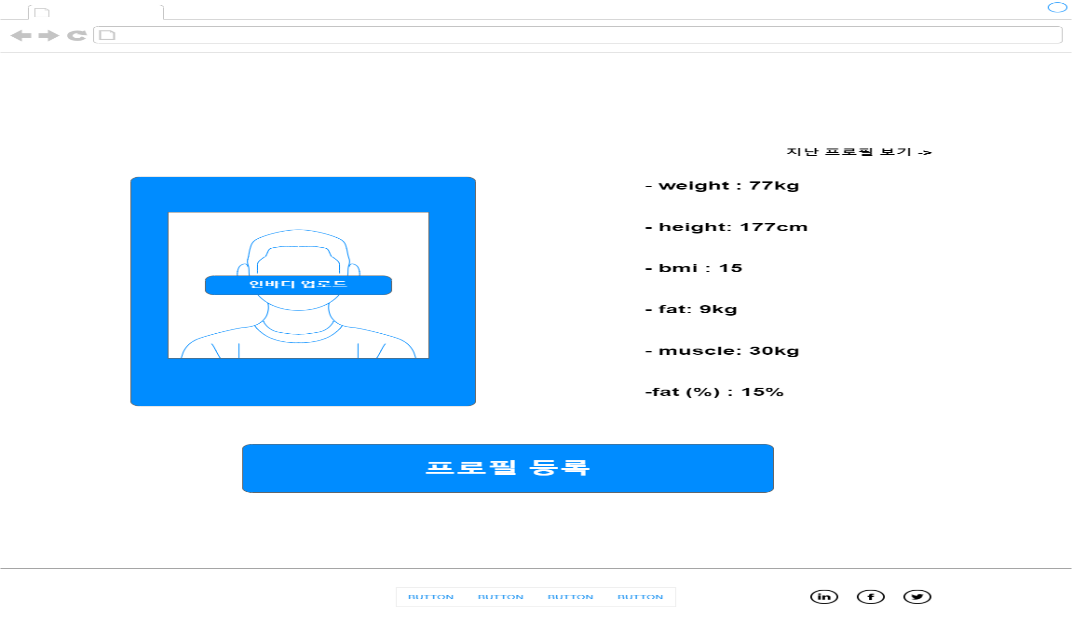 지난 프로필 보기 ->
- weight : 77kg
- height: 177cm
인바디 업로드
- bmi : 15
- fat: 9kg
- muscle: 30kg
-fat (%) : 15%
프로필 등록
BUTTON BUTTON BUTTON BUTTON
in f